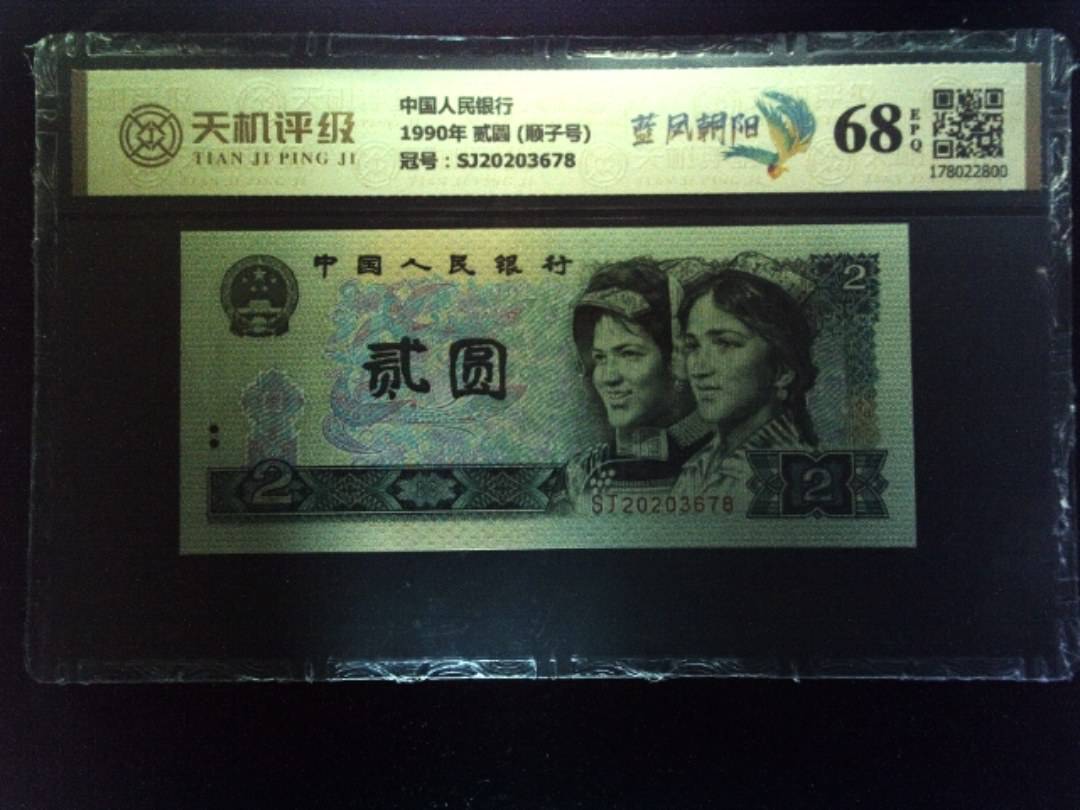 天机评级
TIAN JI PING JI
中国人民银行
1990年 贰圆 (顺子号)
冠号：SJ20203678
蓝凤朝阳
68
EPQ
178022800
中国人民银行
2
贰圆
2
SJ20203678
2